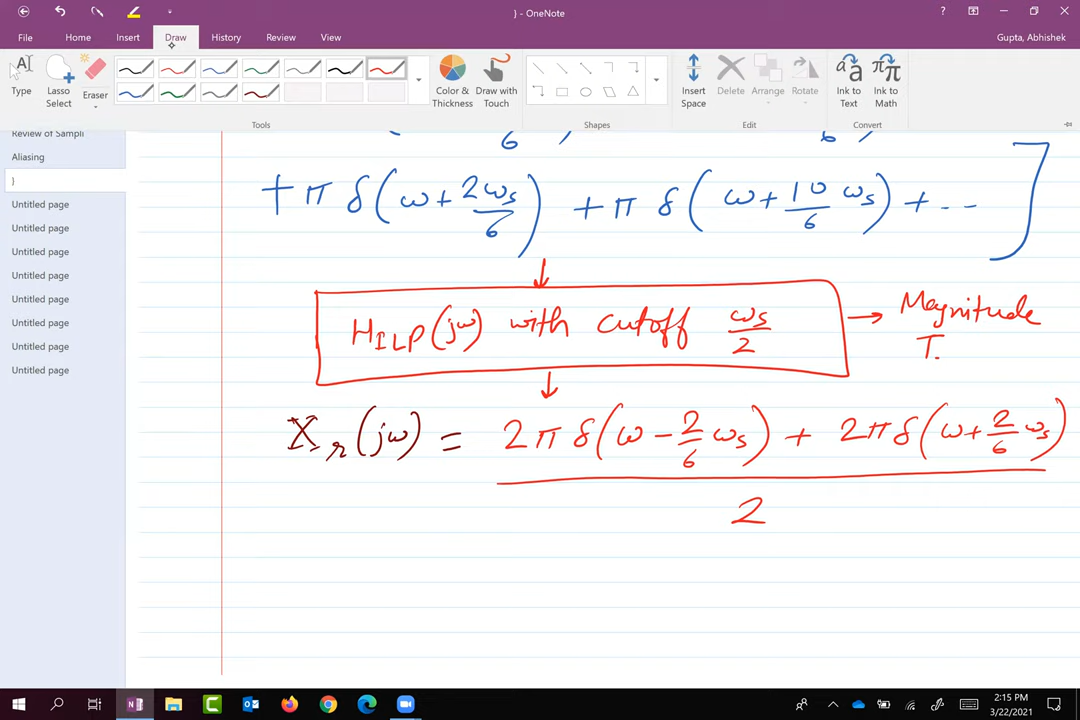 } - OneNote
Gupta, Abhishek
File Home Insert Draw History Review View
Type Lasso Select Eraser Color & Thickness Draw with Touch Insert Space Delete Arrange Rotate Ink to Text Ink to Math
Tools Shapes Edit Convert
Review of Sampli
Aliasing
}
Untitled page
Untitled page
Untitled page
Untitled page
Untitled page
Untitled page
Untitled page
Untitled page
6 ) 6 )
+ π δ(ω + 2ωs/6) + π δ(ω + 10/6 ωs) + ... ]
↓
HILP(jω) with cutoff ωs/2 → Magnitude T.
↓
Xr(jω) = 2πδ(ω - 2/6 ωs) + 2πδ(ω + 2/6 ωs)
2
2:15 PM
3/22/2021